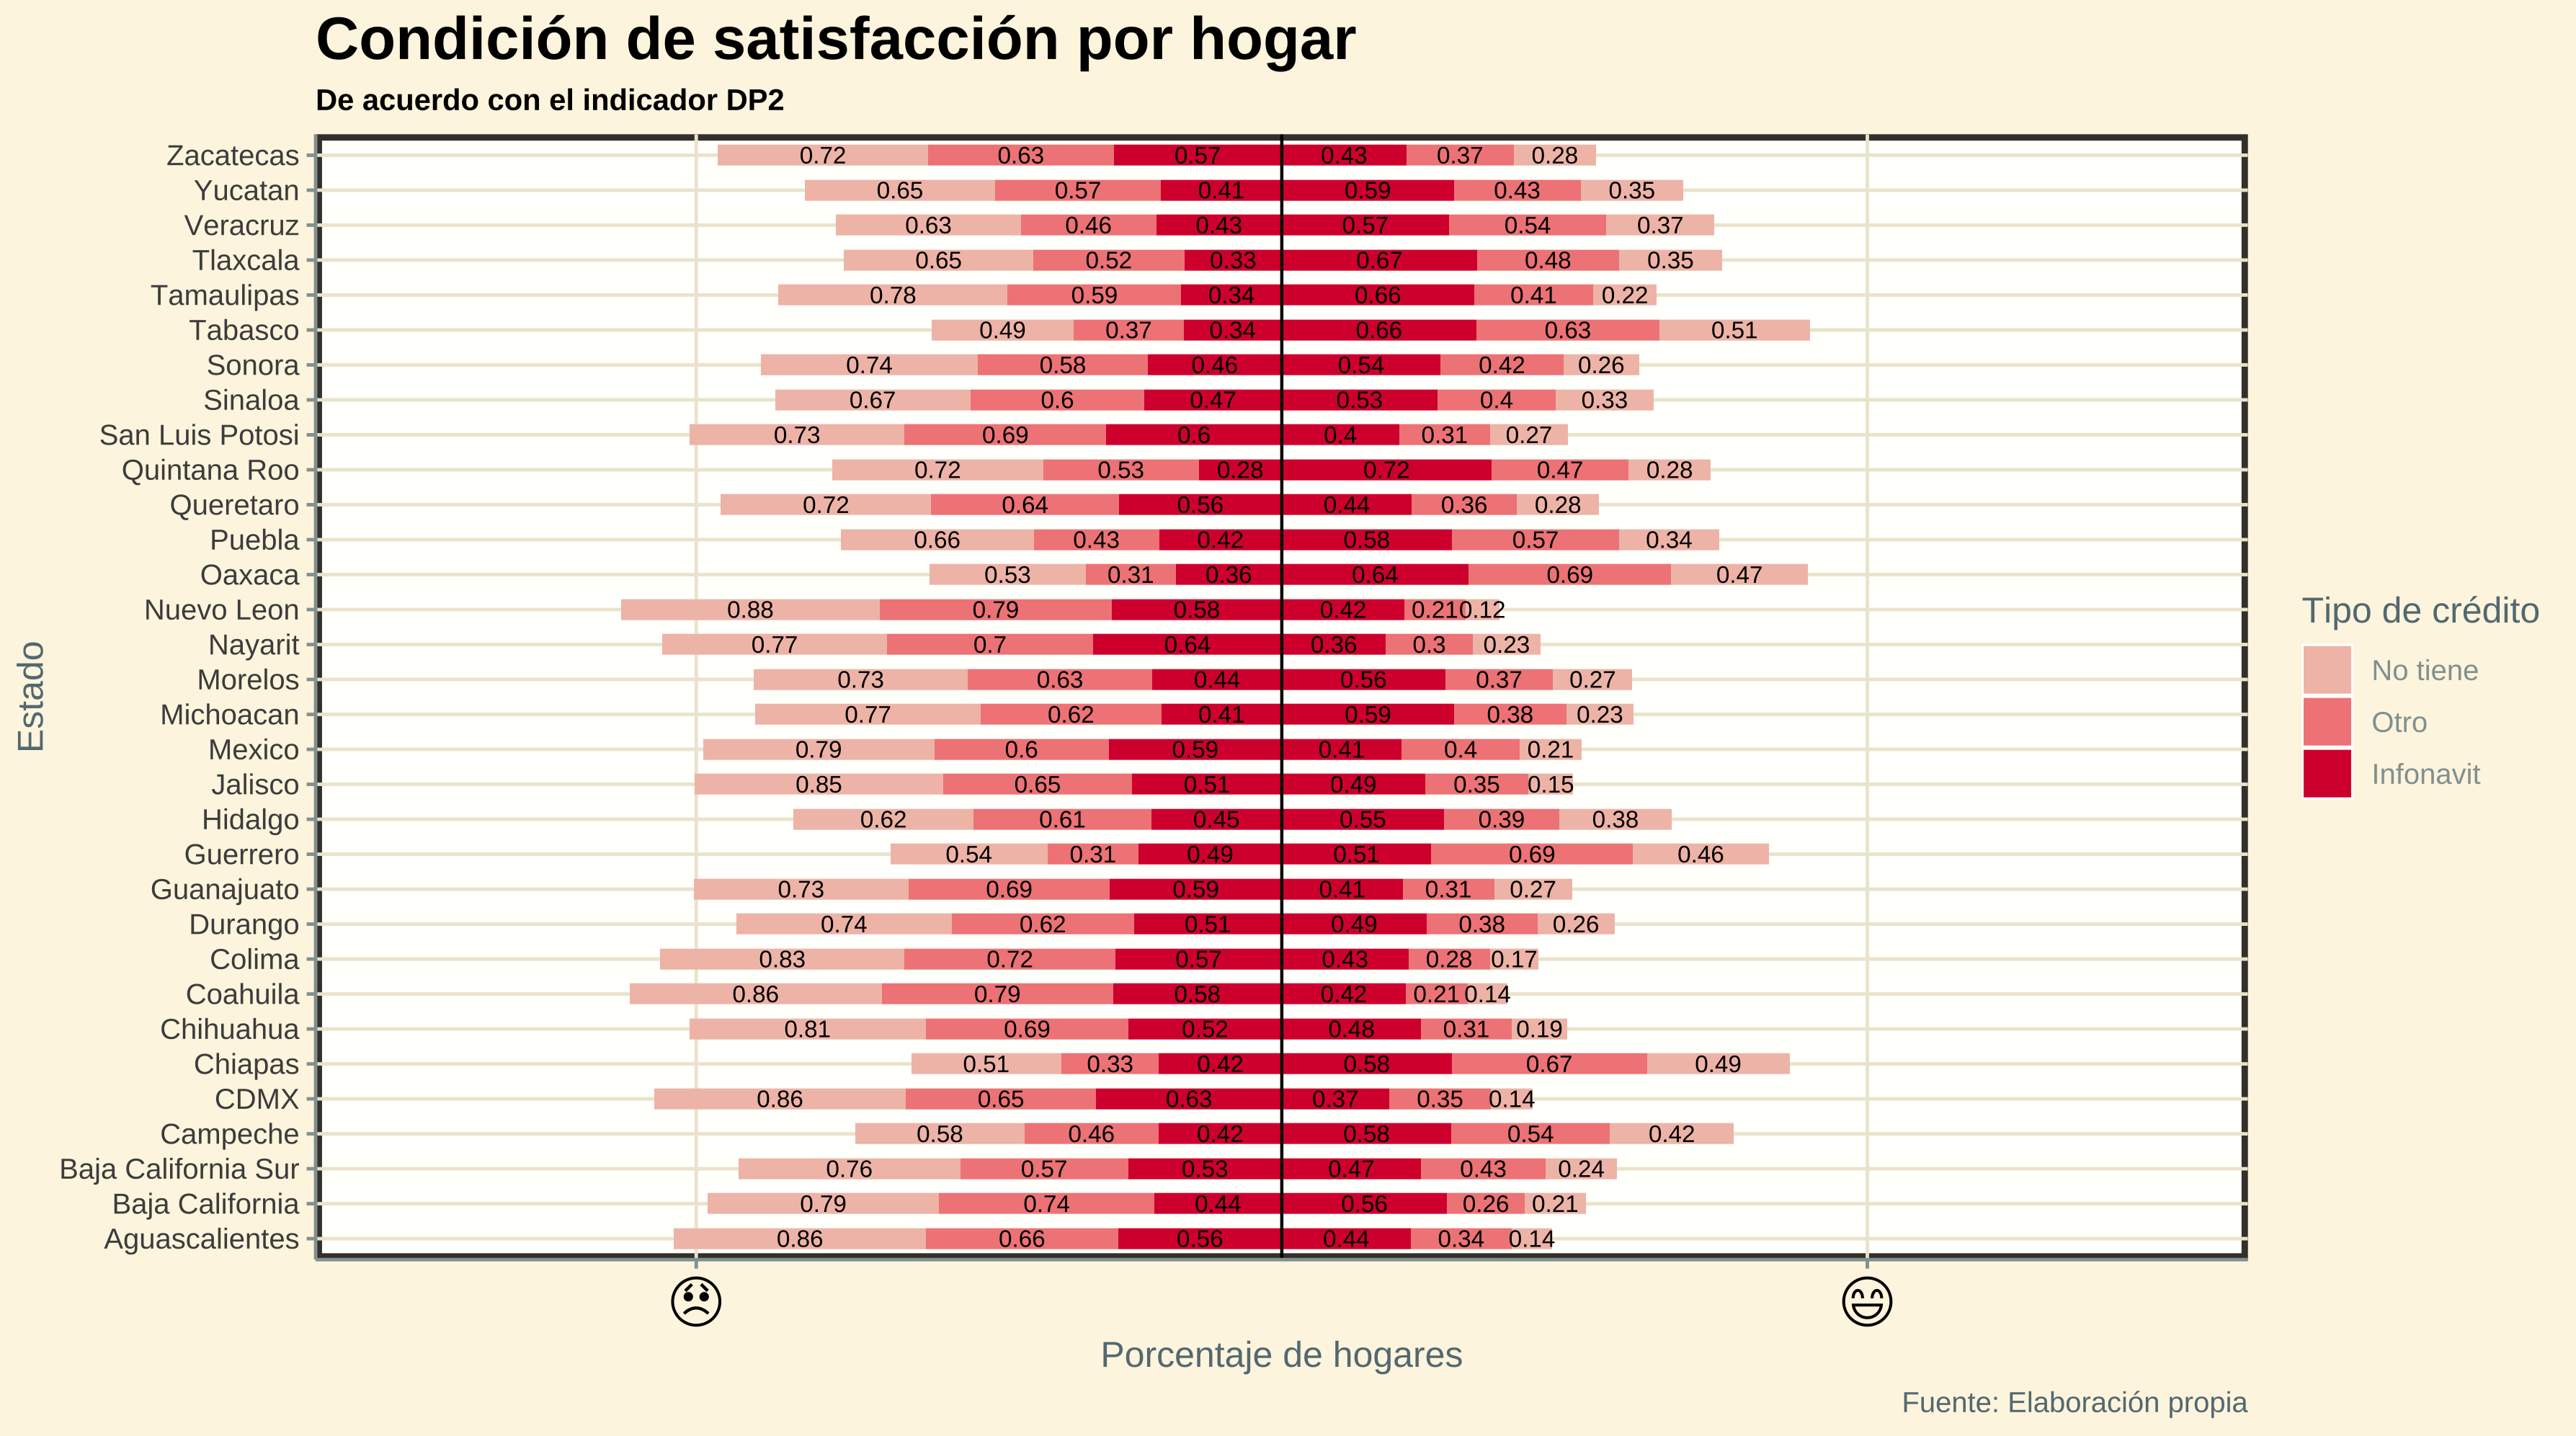 Condición de satisfacción por hogar
De acuerdo con el indicador DP2
Zacatecas 0.72 0.63 0.57 0.43 0.37 0.28
Yucatan 0.65 0.57 0.41 0.59 0.43 0.35
Veracruz 0.63 0.46 0.43 0.57 0.54 0.37
Tlaxcala 0.65 0.52 0.33 0.67 0.48 0.35
Tamaulipas 0.78 0.59 0.34 0.66 0.41 0.22
Tabasco 0.49 0.37 0.34 0.66 0.63 0.51
Sonora 0.74 0.58 0.46 0.54 0.42 0.26
Sinaloa 0.67 0.6 0.47 0.53 0.4 0.33
San Luis Potosi 0.73 0.69 0.6 0.4 0.31 0.27
Quintana Roo 0.72 0.53 0.28 0.72 0.47 0.28
Queretaro 0.72 0.64 0.56 0.44 0.36 0.28
Puebla 0.66 0.43 0.42 0.58 0.57 0.34
Oaxaca 0.53 0.31 0.36 0.64 0.69 0.47
Nuevo Leon 0.88 0.79 0.58 0.42 0.21 0.12
Nayarit 0.77 0.7 0.64 0.36 0.3 0.23
Morelos 0.73 0.63 0.44 0.56 0.37 0.27
Michoacan 0.77 0.62 0.41 0.59 0.38 0.23
Mexico 0.79 0.6 0.59 0.41 0.4 0.21
Jalisco 0.85 0.65 0.51 0.49 0.35 0.15
Hidalgo 0.62 0.61 0.45 0.55 0.39 0.38
Guerrero 0.54 0.31 0.49 0.51 0.69 0.46
Guanajuato 0.73 0.69 0.59 0.41 0.31 0.27
Durango 0.74 0.62 0.51 0.49 0.38 0.26
Colima 0.83 0.72 0.57 0.43 0.28 0.17
Coahuila 0.86 0.79 0.58 0.42 0.21 0.14
Chihuahua 0.81 0.69 0.52 0.48 0.31 0.19
Chiapas 0.51 0.33 0.42 0.58 0.67 0.49
CDMX 0.86 0.65 0.63 0.37 0.35 0.14
Campeche 0.58 0.46 0.42 0.58 0.54 0.42
Baja California Sur 0.76 0.57 0.53 0.47 0.43 0.24
Baja California 0.79 0.74 0.44 0.56 0.26 0.21
Aguascalientes 0.86 0.66 0.56 0.44 0.34 0.14
Estado
Porcentaje de hogares
Tipo de crédito
No tiene
Otro
Infonavit
Fuente: Elaboración propia